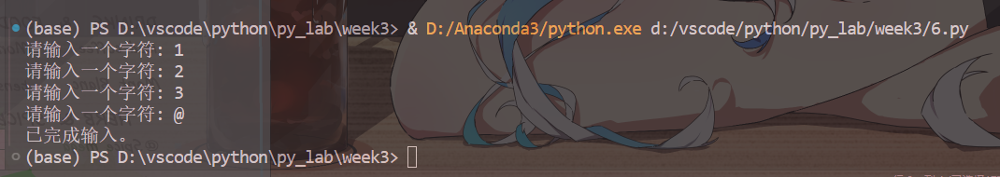 (base) PS D:\vscode\python\py_lab\week3> & D:/Anaconda3/python.exe d:/vscode/python/py_lab/week3/6.py
请输入一个字符: 1
请输入一个字符: 2
请输入一个字符: 3
请输入一个字符: @
已完成输入。
(base) PS D:\vscode\python\py_lab\week3>